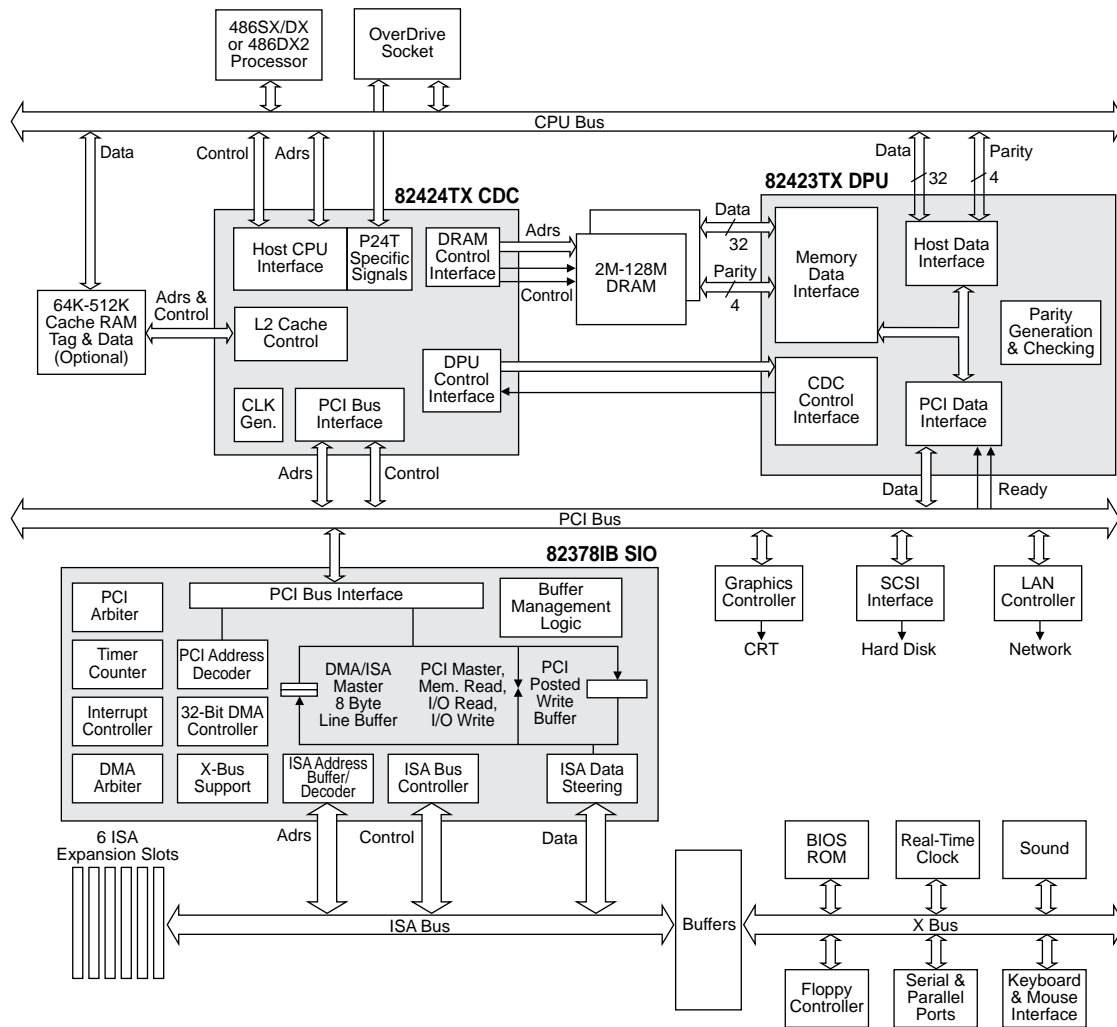 486SX/DX
or 486DX2
Processor
OverDrive
Socket
CPU Bus
Data
Control
Adrs
Data
Parity
32
4
82424TX CDC
82423TX DPU
Host CPU
Interface
P24T
Specific
Signals
DRAM
Control
Interface
Adrs
Control
2M-128M
DRAM
Data
32
Parity
4
Memory
Data
Interface
Host Data
Interface
Parity
Generation
& Checking
64K-512K
Cache RAM
Tag & Data
(Optional)
Adrs &
Control
L2 Cache
Control
DPU
Control
Interface
CDC
Control
Interface
PCI Data
Interface
CLK
Gen.
PCI Bus
Interface
Adrs
Control
Data
Ready
PCI Bus
82378IB SIO
PCI
Arbiter
PCI Bus Interface
Buffer
Management
Logic
Graphics
Controller
SCSI
Interface
LAN
Controller
CRT
Hard Disk
Network
Timer
Counter
PCI Address
Decoder
DMA/ISA
Master
8 Byte
Line Buffer
PCI Master,
Mem. Read,
I/O Read,
I/O Write
PCI
Posted
Write
Buffer
Interrupt
Controller
32-Bit DMA
Controller
DMA
Arbiter
X-Bus
Support
ISA Address
Buffer/
Decoder
ISA Bus
Controller
ISA Data
Steering
Adrs
Control
Data
6 ISA
Expansion Slots
ISA Bus
Buffers
BIOS
ROM
Real-Time
Clock
Sound
X Bus
Floppy
Controller
Serial &
Parallel
Ports
Keyboard
& Mouse
Interface